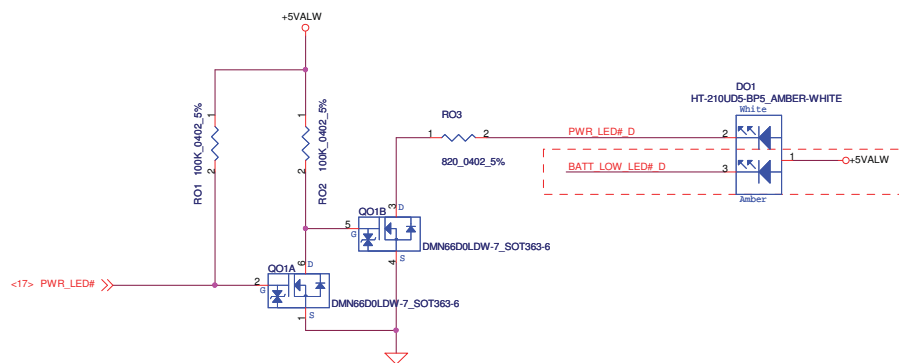 +5VALW
DO1
HT-210UD5-BP5_AMBER-WHITE
White
RO1 100K_0402_5%
1
2
RO2 100K_0402_5%
1
2
RO3
1
2
820_0402_5%
PWR_LED#_D
2
BATT_LOW_LED#_D
3
1
+5VALW
Amber
QO1B
3
D
5
G
4
S
DMN66D0LDW-7_SOT363-6
QO1A
6
D
<17> PWR_LED#
2
G
1
S
DMN66D0LDW-7_SOT363-6